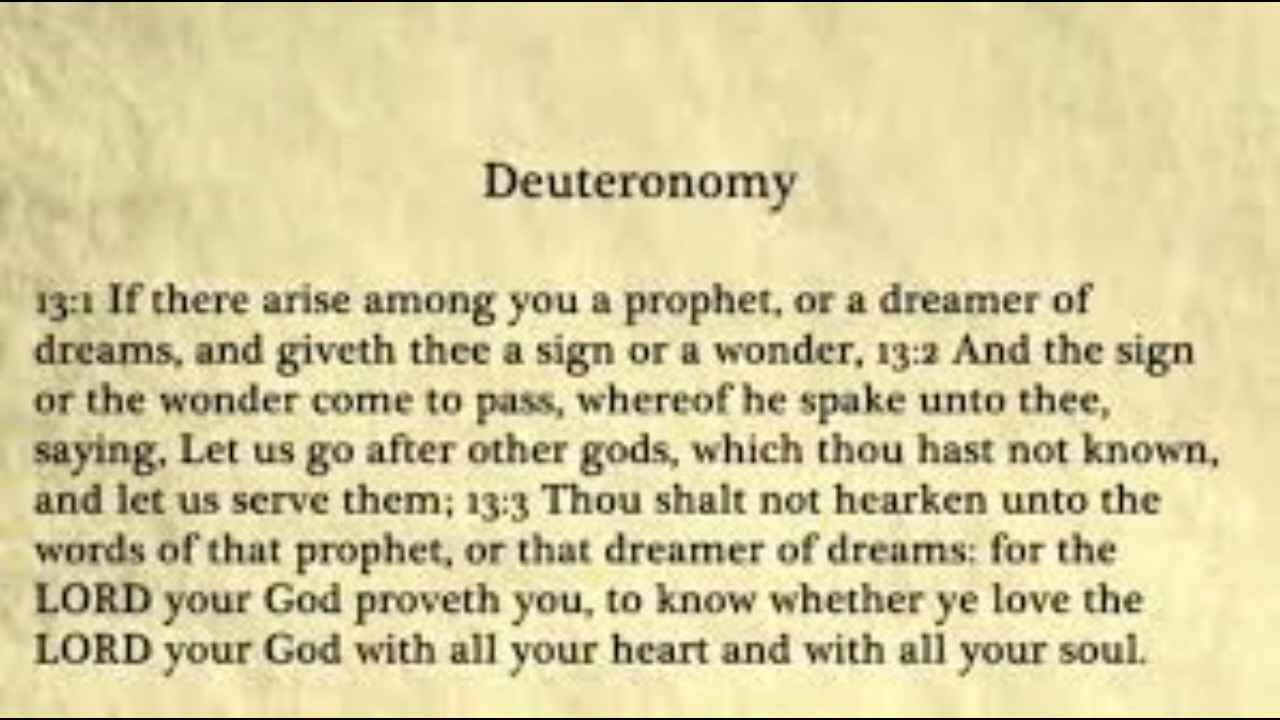 Deuteronomy
13:1 If there arise among you a prophet, or a dreamer of
dreams, and giveth thee a sign or a wonder, 13:2 And the sign
or the wonder come to pass, whereof he spake unto thee,
saying, Let us go after other gods, which thou hast not known,
and let us serve them; 13:3 Thou shalt not hearken unto the
words of that prophet, or that dreamer of dreams: for the
LORD your God proveth you, to know whether ye love the
LORD your God with all your heart and with all your soul.